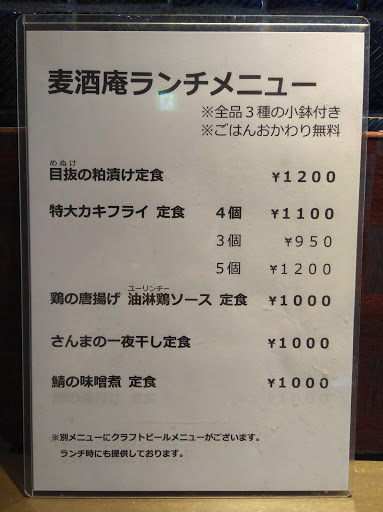 麦酒庵ランチメニュー
※全品３種の小鉢付き
※ごはんおかわり無料
めぬけ
目抜の粕漬け定食 ¥１２００
特大カキフライ 定食 ４個 ¥１１００
３個 ¥９５０
５個 ¥１２００
ユーリンチー
鶏の唐揚げ 油淋鶏ソース 定食 ¥１０００
さんまの一夜干し定食 ¥１０００
鯖の味噌煮 定食 ¥１０００
※別メニューにクラフトビールメニューがございます。
ランチ時にも提供しております。